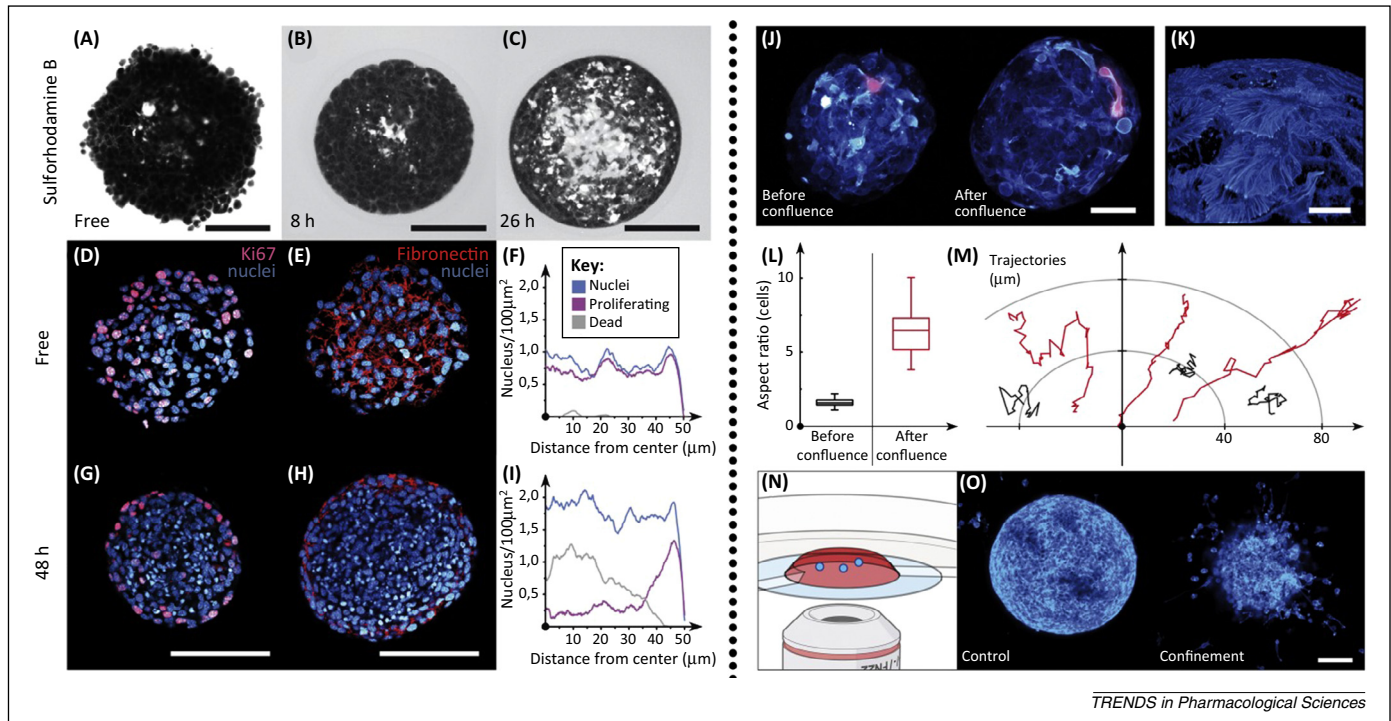 (A)
(B)
(C)
Sulforhodamine B
Free
8 h
26 h
(D)
Ki67
nuclei
(E)
Fibronectin
nuclei
(F)
Key:
Nuclei
Proliferating
Dead
Nucleus/100μm²
2,0
1,5
1,0
0,5
10
20
30
40
50
Distance from center (μm)
Free
(G)
(H)
(I)
Nucleus/100μm²
2,0
1,5
1,0
0,5
10
20
30
40
50
Distance from center (μm)
48 h
(J)
Before
confluence
After
confluence
(K)
(L)
Aspect ratio (cells)
10
5
0
Before
confluence
After
confluence
(M)
Trajectories
(μm)
40
80
(N)
(O)
Control
Confinement
TRENDS in Pharmacological Sciences